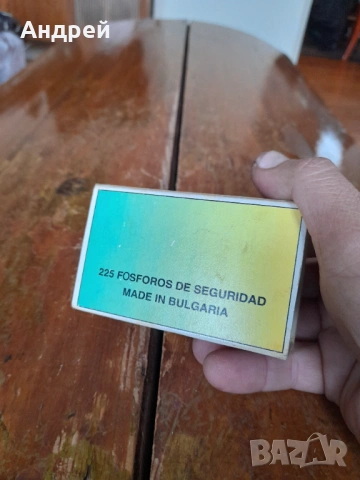 Андрей
225 FOSFOROS DE SEGURIDAD
MADE IN BULGARIA
BAZAR